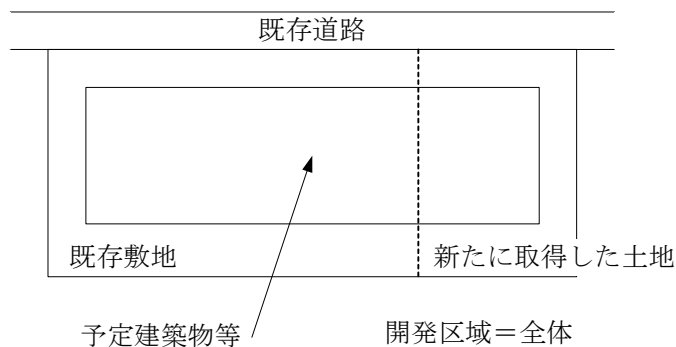 既存道路
既存敷地
新たに取得した土地
予定建築物等
開発区域＝全体